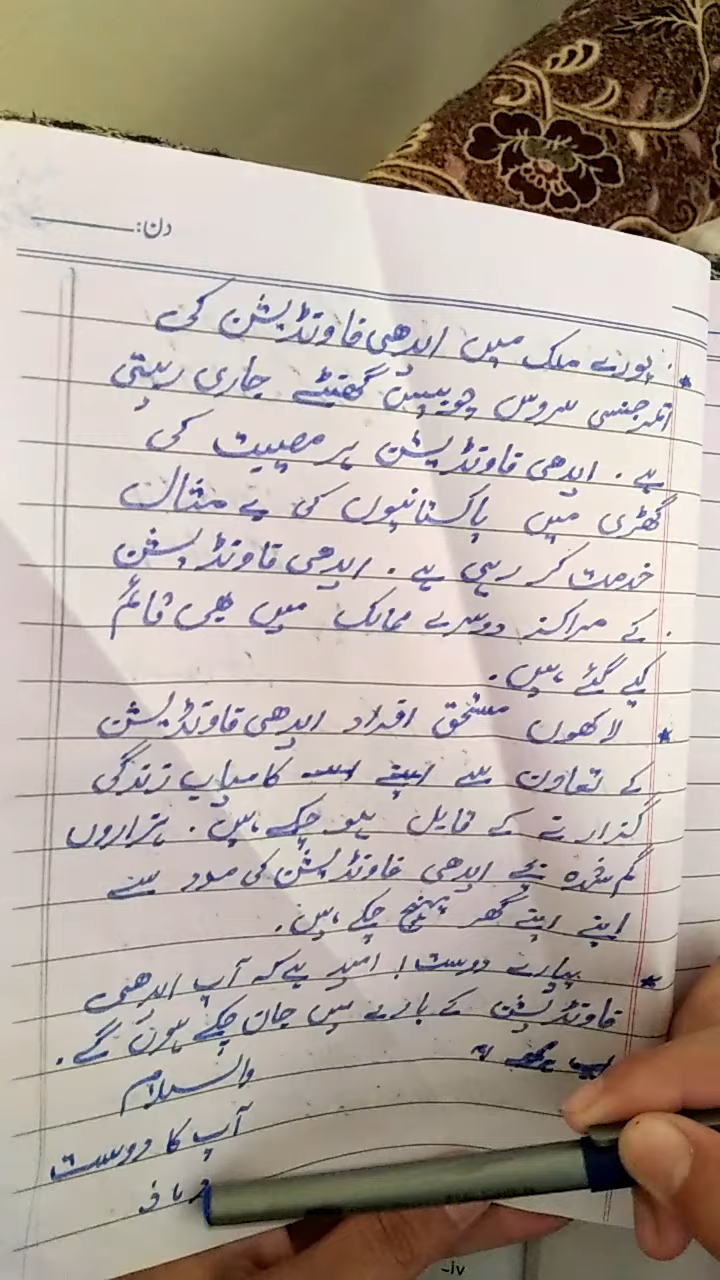 دن:
پورے ملک میں ایدھی فاونڈیشن کی
ایمرجنسی سروس چوبیس گھنٹے جاری رہتی
ہے۔ ایدھی فاونڈیشن ہر مصیبت کی
گھڑی میں پاکستانیوں کی بے مثال
خدمت کر رہی ہے۔ ایدھی فاونڈیشن
کے مراکز دوسرے ممالک میں بھی قائم
کیے گئے ہیں۔
* لاکھوں مستحق افراد ایدھی فاونڈیشن
کے تعاون سے اپنے کامیاب زندگی
گذارنے کے قابل ہو چکے ہیں۔ ہزاروں
گم شدہ بچے ایدھی فاونڈیشن کی مدد سے
اپنے اپنے گھر پہنچ چکے ہیں۔
* پیارے دوست! امید ہے کہ آپ ایدھی
فاونڈیشن کے بارے میں جان چکے ہوں گے۔
والسلام
آپ کا دوست
-iv